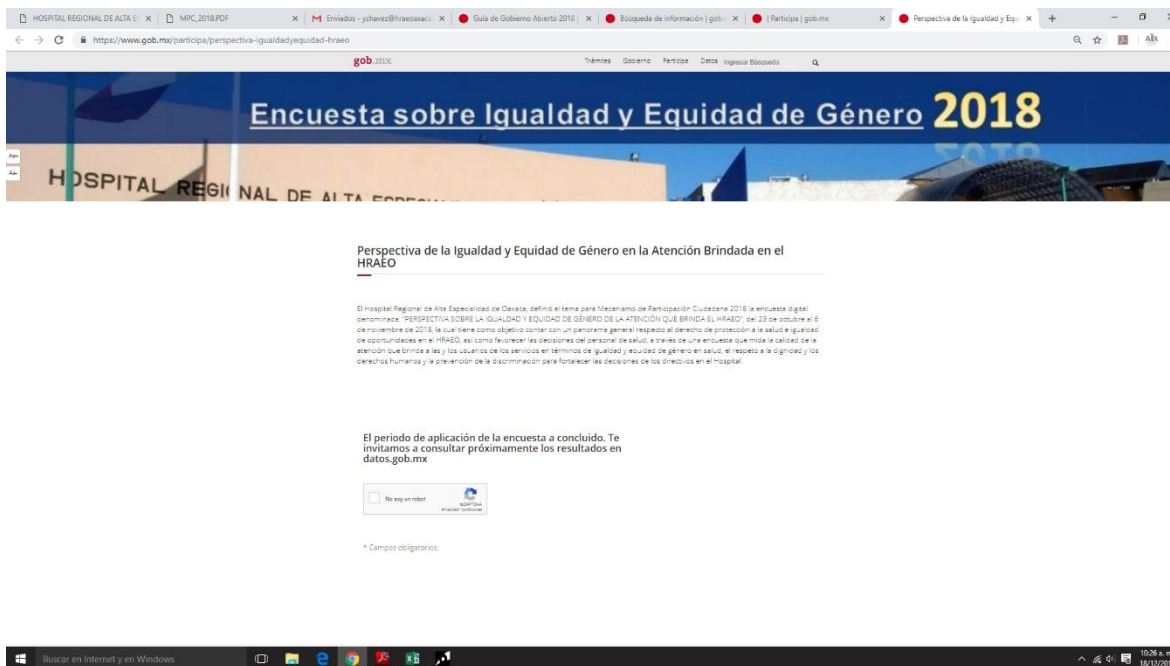 HOSPITAL REGIONAL DE ALTA E
MPC_2018.PDF
Enviados - ychavez@hraeoaxaca
Guía de Gobierno Abierto 2018
Búsqueda de información | gob
| Participa | gob.mx
Perspectiva de la Igualdad y Equ
https://www.gob.mx/participa/perspectiva-igualdadyequidad-hraeo
gob.mx
Trámites Gobierno Participa Datos Ingresar Búsqueda
Encuesta sobre Igualdad y Equidad de Género 2018
HOSPITAL REGIONAL DE ALTA
Perspectiva de la Igualdad y Equidad de Género en la Atención Brindada en el
HRAEO
El Hospital Regional de Alta Especialidad de Oaxaca, definió el tema para Mecanismo de Participación Ciudadana 2018 la encuesta digital
denominada: "PERSPECTIVA SOBRE LA IGUALDAD Y EQUIDAD DE GÉNERO DE LA ATENCIÓN QUE BRINDA EL HRAEO", del 23 de octubre al 6
de noviembre de 2018, la cual tiene como objetivo contar con un panorama general respecto al derecho de protección a la salud e igualdad
de oportunidades en el HRAEO, así como favorecer las decisiones del personal de salud, a través de una encuesta que mida la calidad de la
atención que brinda a las y los usuarios de los servicios en términos de igualdad y equidad de género en salud, el respeto a la dignidad y los
derechos humanos y la prevención de la discriminación para fortalecer las decisiones de los directivos en el Hospital.
El periodo de aplicación de la encuesta a concluido. Te
invitamos a consultar próximamente los resultados en
datos.gob.mx
No soy un robot
reCAPTCHA
Privacidad - Condiciones
* Campos obligatorios
Buscar en Internet y en Windows
10:26 a.
18/12/20